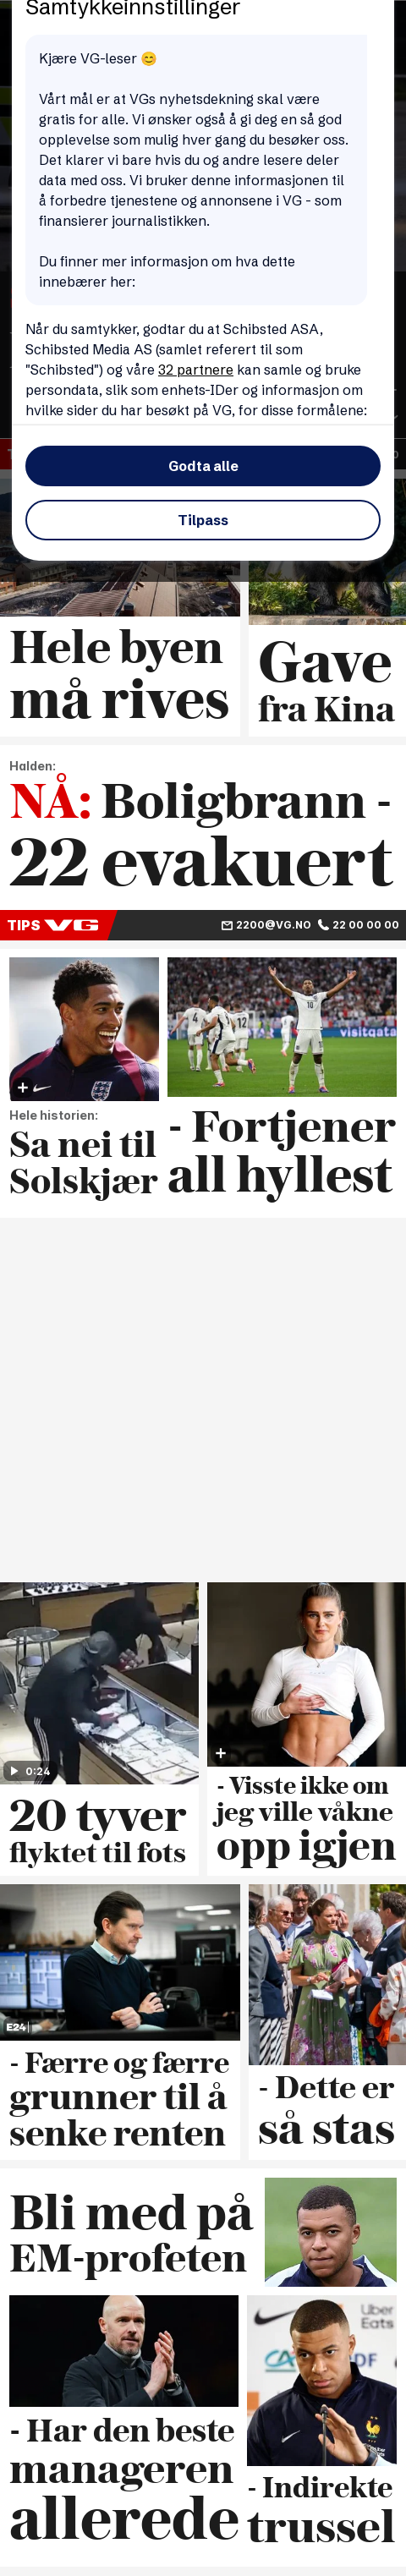 Samtykkeinnstillinger
Kjære VG-leser 😊
Vårt mål er at VGs nyhetsdekning skal være
gratis for alle. Vi ønsker også å gi deg en så god
opplevelse som mulig hver gang du besøker oss.
Det klarer vi bare hvis du og andre lesere deler
data med oss. Vi bruker denne informasjonen til
å forbedre tjenestene og annonsene i VG - som
finansierer journalistikken.
Du finner mer informasjon om hva dette
innebærer her:
Når du samtykker, godtar du at Schibsted ASA,
Schibsted Media AS (samlet referert til som
"Schibsted") og våre 32 partnere kan samle og bruke
persondata, slik som enhets-IDer og informasjon om
hvilke sider du har besøkt på VG, for disse formålene:
Godta alle
Tilpass
Hele byen
må rives
Gave
fra Kina
Halden:
NÅ: Boligbrann -
22 evakuert
TIPS VG 2200@VG.NO 22 00 00 00
visitqata
Hele historien:
Sa nei til
Solskjær
- Fortjener
all hyllest
0:24
20 tyver
flyktet til fots
- Visste ikke om
jeg ville våkne
opp igjen
E24
- Færre og færre
grunner til å
senke renten
- Dette er
så stas
Bli med på
EM-profeten
Uber
Eats
- Har den beste
manageren
allerede
- Indirekte
trussel